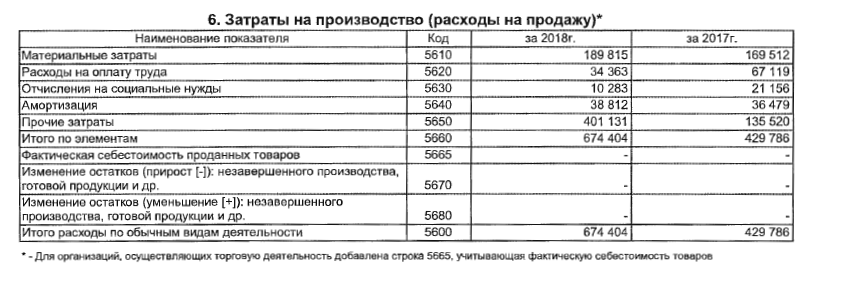 6. Затраты на производство (расходы на продажу)*
Наименование показателя Код за 2018г. за 2017г.
Материальные затраты 5610 189 815 169 512
Расходы на оплату труда 5620 34 363 67 119
Отчисления на социальные нужды 5630 10 283 21 156
Амортизация 5640 38 812 36 479
Прочие затраты 5650 401 131 135 520
Итого по элементам 5660 674 404 429 786
Фактическая себестоимость проданных товаров 5665 - -
Изменение остатков (прирост [-]): незавершенного производства,
готовой продукции и др. 5670 - -
Изменение остатков (уменьшение [+]): незавершенного
производства, готовой продукции и др. 5680 - -
Итого расходы по обычным видам деятельности 5600 674 404 429 786
* - Для организаций, осуществляющих торговую деятельность добавлена строка 5665, учитывающая фактическую себестоимость товаров